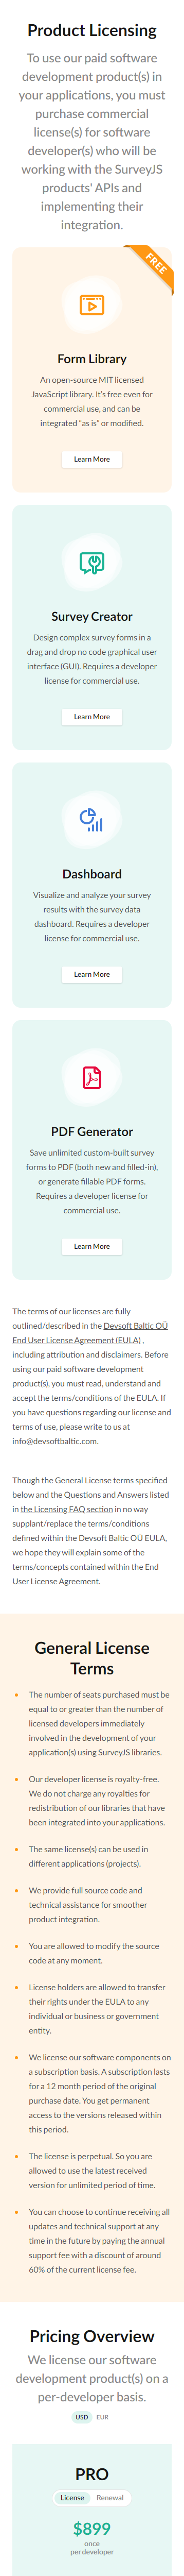 Product Licensing
To use our paid software
development product(s) in
your applications, you must
purchase commercial
license(s) for software
developer(s) who will be
working with the SurveyJS
products' APIs and
implementing their
integration.
FREE
Form Library
An open-source MIT licensed
JavaScript library. It's free even for
commercial use, and can be
integrated "as is" or modified.
Learn More
Survey Creator
Design complex survey forms in a
drag and drop no code graphical user
interface (GUI). Requires a developer
license for commercial use.
Learn More
Dashboard
Visualize and analyze your survey
results with the survey data
dashboard. Requires a developer
license for commercial use.
Learn More
PDF Generator
Save unlimited custom-built survey
forms to PDF (both new and filled-in),
or generate fillable PDF forms.
Requires a developer license for
commercial use.
Learn More
The terms of our licenses are fully
outlined/described in the Devsoft Baltic OÜ
End User License Agreement (EULA) ,
including attribution and disclaimers. Before
using our paid software development
product(s), you must read, understand and
accept the terms/conditions of the EULA. If
you have questions regarding our license and
terms of use, please write to us at
info@devsoftbaltic.com.
Though the General License terms specified
below and the Questions and Answers listed
in the Licensing FAQ section in no way
supplant/replace the terms/conditions
defined within the Devsoft Baltic OÜ EULA,
we hope they will explain some of the
terms/concepts contained within the End
User License Agreement.
General License
Terms
• The number of seats purchased must be
equal to or greater than the number of
licensed developers immediately
involved in the development of your
application(s) using SurveyJS libraries.
• Our developer license is royalty-free.
We do not charge any royalties for
redistribution of our libraries that have
been integrated into your applications.
• The same license(s) can be used in
different applications (projects).
• We provide full source code and
technical assistance for smoother
product integration.
• You are allowed to modify the source
code at any moment.
• License holders are allowed to transfer
their rights under the EULA to any
individual or business or government
entity.
• We license our software components on
a subscription basis. A subscription lasts
for a 12 month period of the original
purchase date. You get permanent
access to the versions released within
this period.
• The license is perpetual. So you are
allowed to use the latest received
version for unlimited period of time.
• You can choose to continue receiving all
updates and technical support at any
time in the future by paying the annual
support fee with a discount of around
60% of the current license fee.
Pricing Overview
We license our software
development product(s) on a
per-developer basis.
USD EUR
PRO
License Renewal
$899
once
per developer